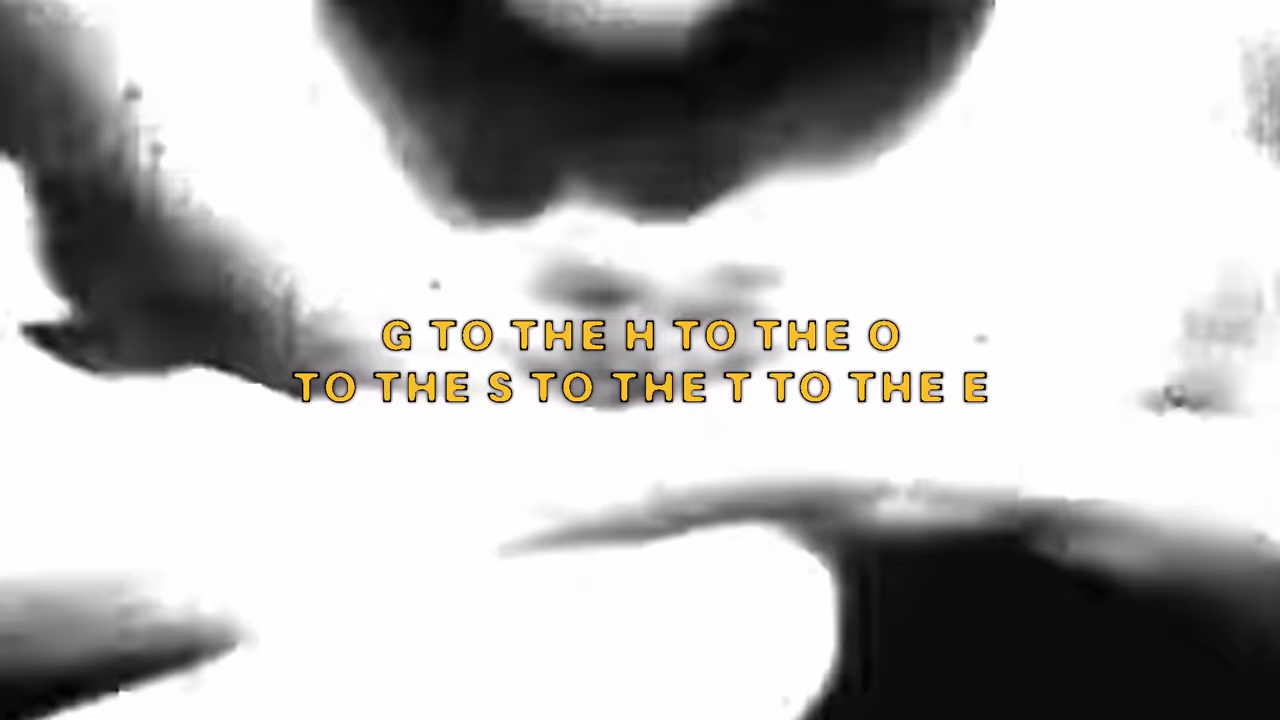 G TO THE H TO THE O
TO THE S TO THE T TO THE E